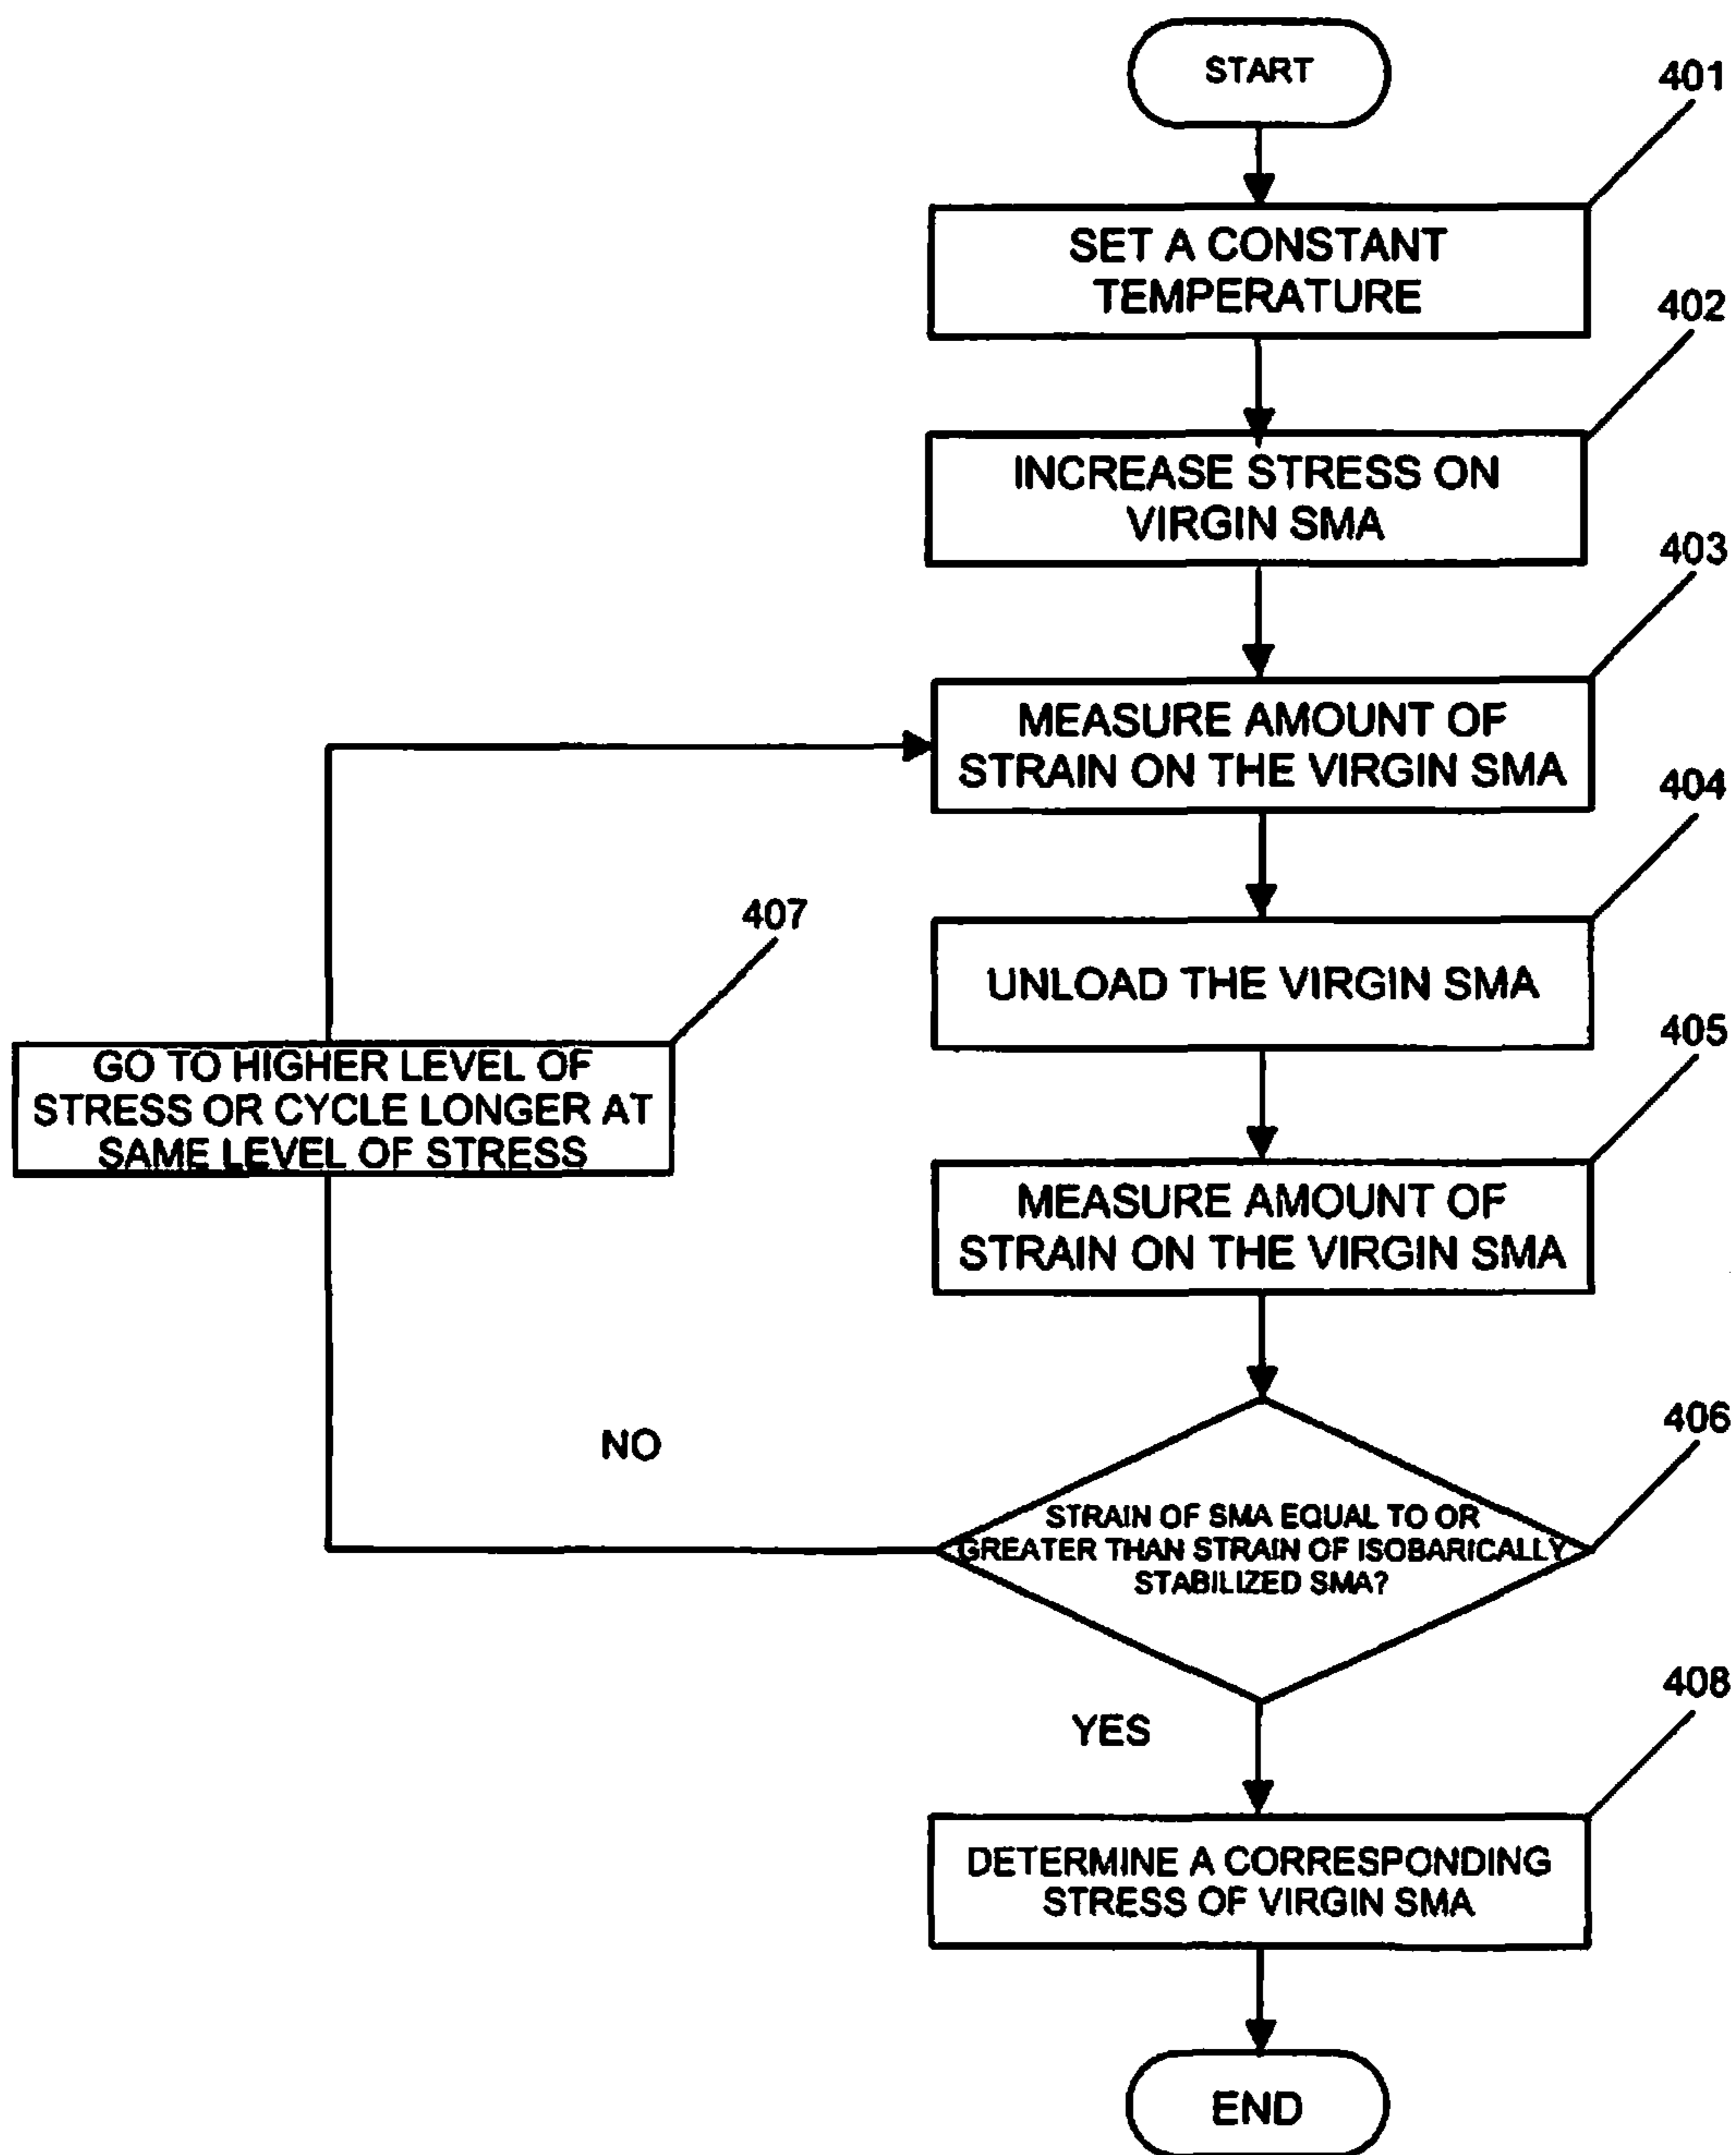 START
401
SET A CONSTANT
TEMPERATURE
402
INCREASE STRESS ON
VIRGIN SMA
403
MEASURE AMOUNT OF
STRAIN ON THE VIRGIN SMA
404
UNLOAD THE VIRGIN SMA
407
GO TO HIGHER LEVEL OF
STRESS OR CYCLE LONGER AT
SAME LEVEL OF STRESS
405
MEASURE AMOUNT OF
STRAIN ON THE VIRGIN SMA
406
NO
STRAIN OF SMA EQUAL TO OR
GREATER THAN STRAIN OF ISOBARICALLY
STABILIZED SMA?
YES
408
DETERMINE A CORRESPONDING
STRESS OF VIRGIN SMA
END